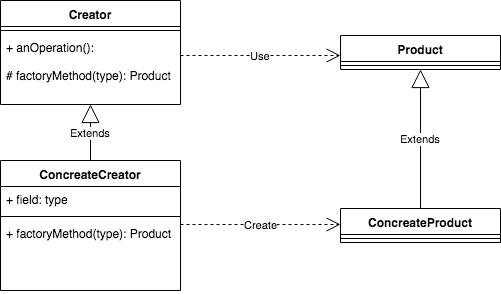 Creator
+ anOperation():
# factoryMethod(type): Product
Use
Product
Extends
Extends
ConcreateCreator
+ field: type
+ factoryMethod(type): Product
Create
ConcreateProduct